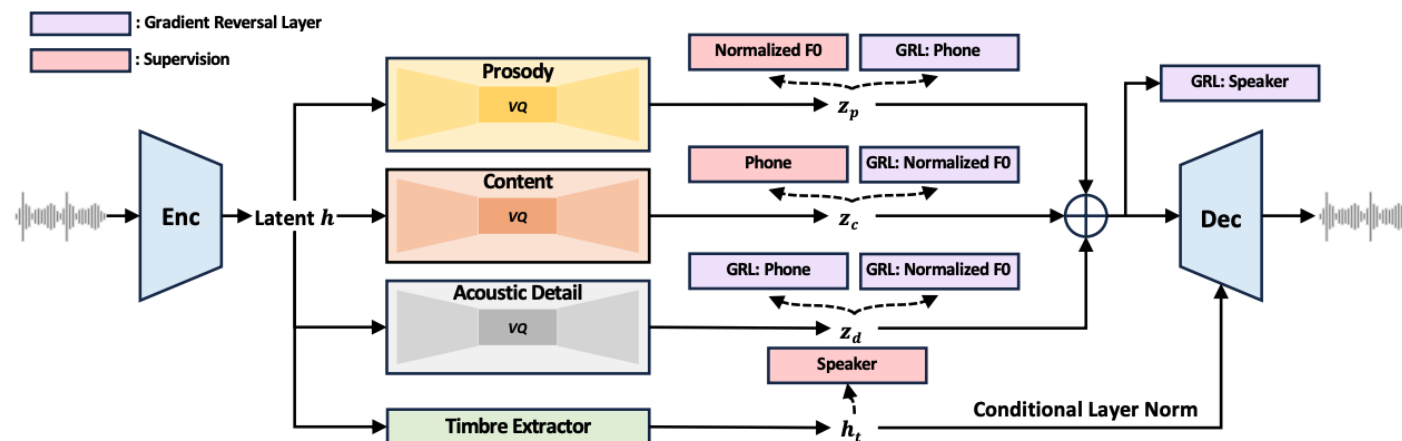 : Gradient Reversal Layer
: Supervision
Normalized F0
GRL: Phone
Prosody
VQ
z_p
GRL: Speaker
Phone
GRL: Normalized F0
Content
VQ
z_c
Enc
Latent h
Dec
GRL: Phone
GRL: Normalized F0
Acoustic Detail
VQ
z_d
Speaker
Timbre Extractor
h_t
Conditional Layer Norm